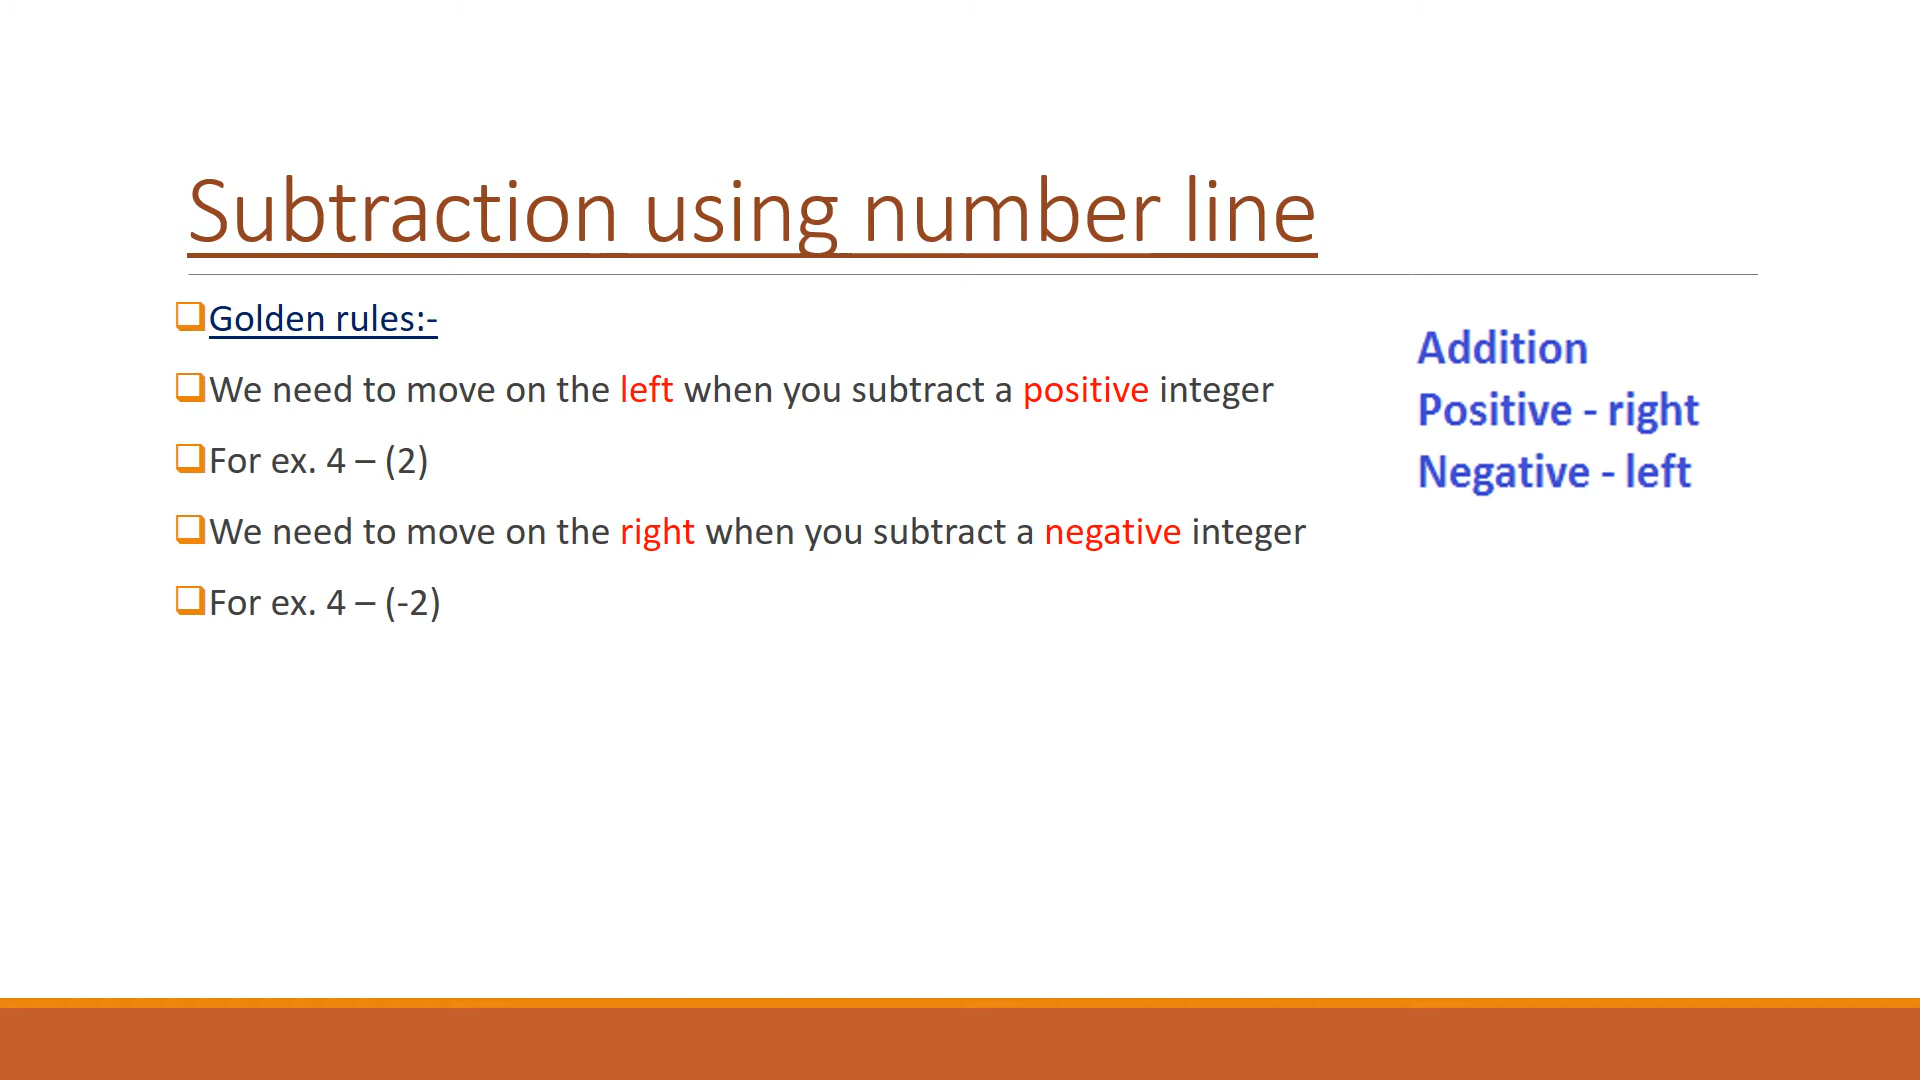 Subtraction using number line
Golden rules:-
We need to move on the left when you subtract a positive integer
For ex. 4 – (2)
We need to move on the right when you subtract a negative integer
For ex. 4 – (-2)
Addition
Positive - right
Negative - left